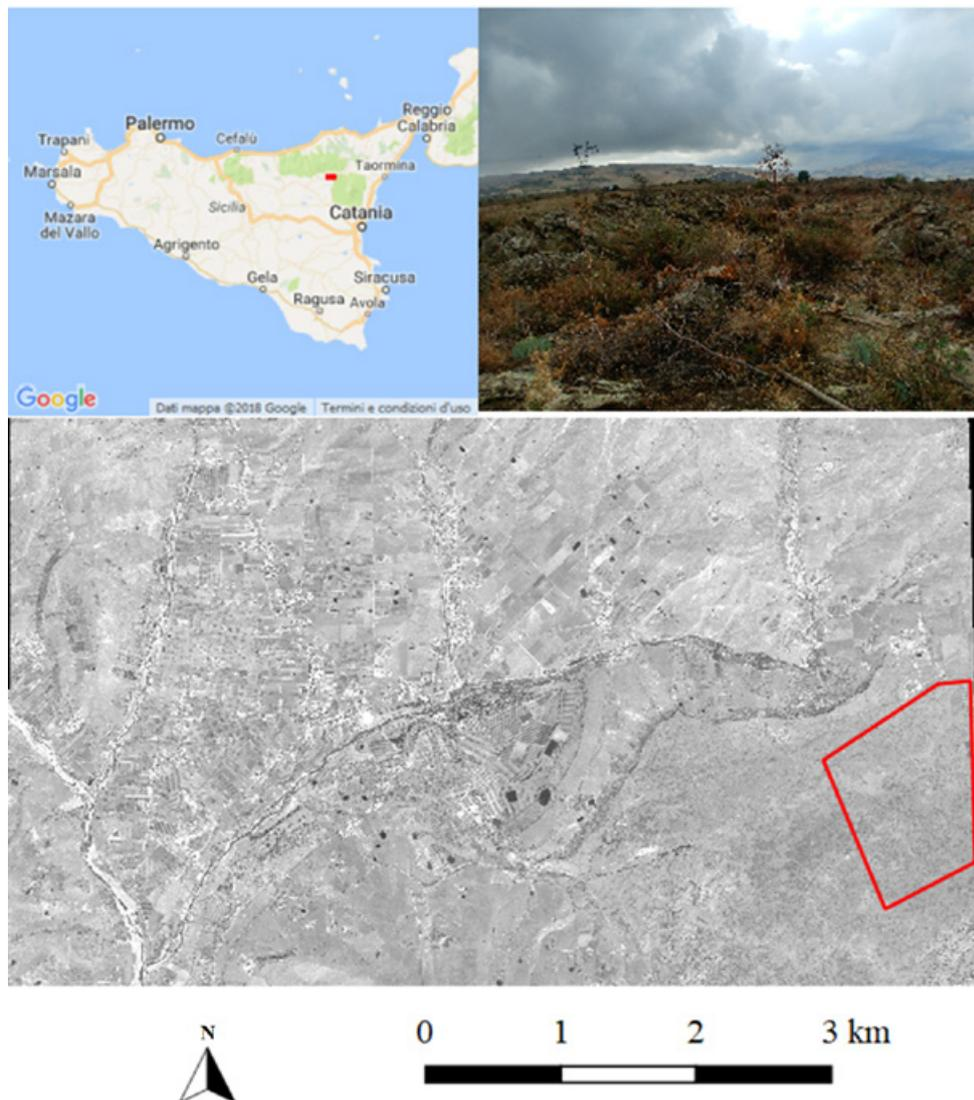 Reggio
Calabria
Palermo
Cefalù
Trapani
Taormina
Marsala
Sicilia
Catania
Mazara
del Vallo
Agrigento
Gela
Siracusa
Ragusa
Avola
Google
Dati mappa ©2018 Google
Termini e condizioni d'uso
N
0 1 2 3 km